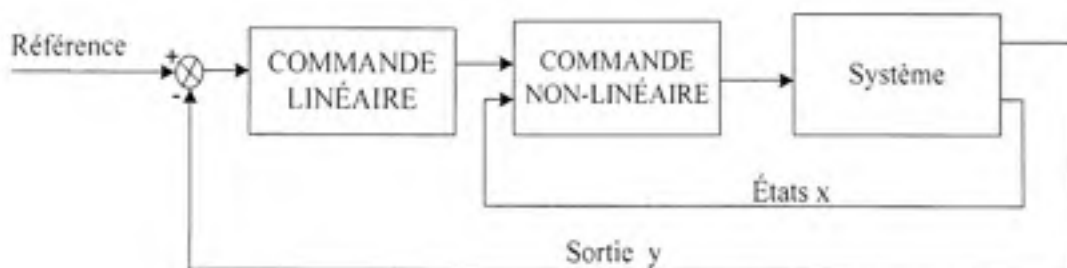 Référence
+
-
COMMANDE
LINÉAIRE
COMMANDE
NON-LINÉAIRE
Système
États x
Sortie y